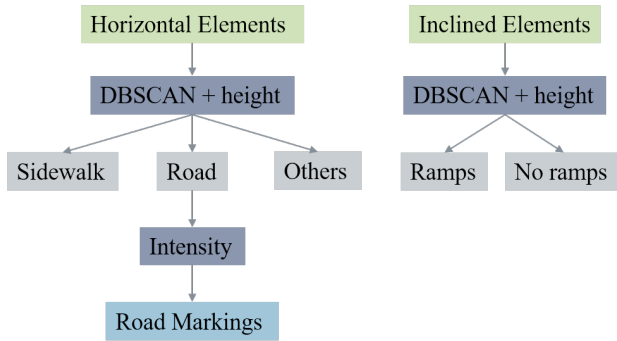 Horizontal Elements
DBSCAN + height
Sidewalk
Road
Others
Intensity
Road Markings
Inclined Elements
DBSCAN + height
Ramps
No ramps